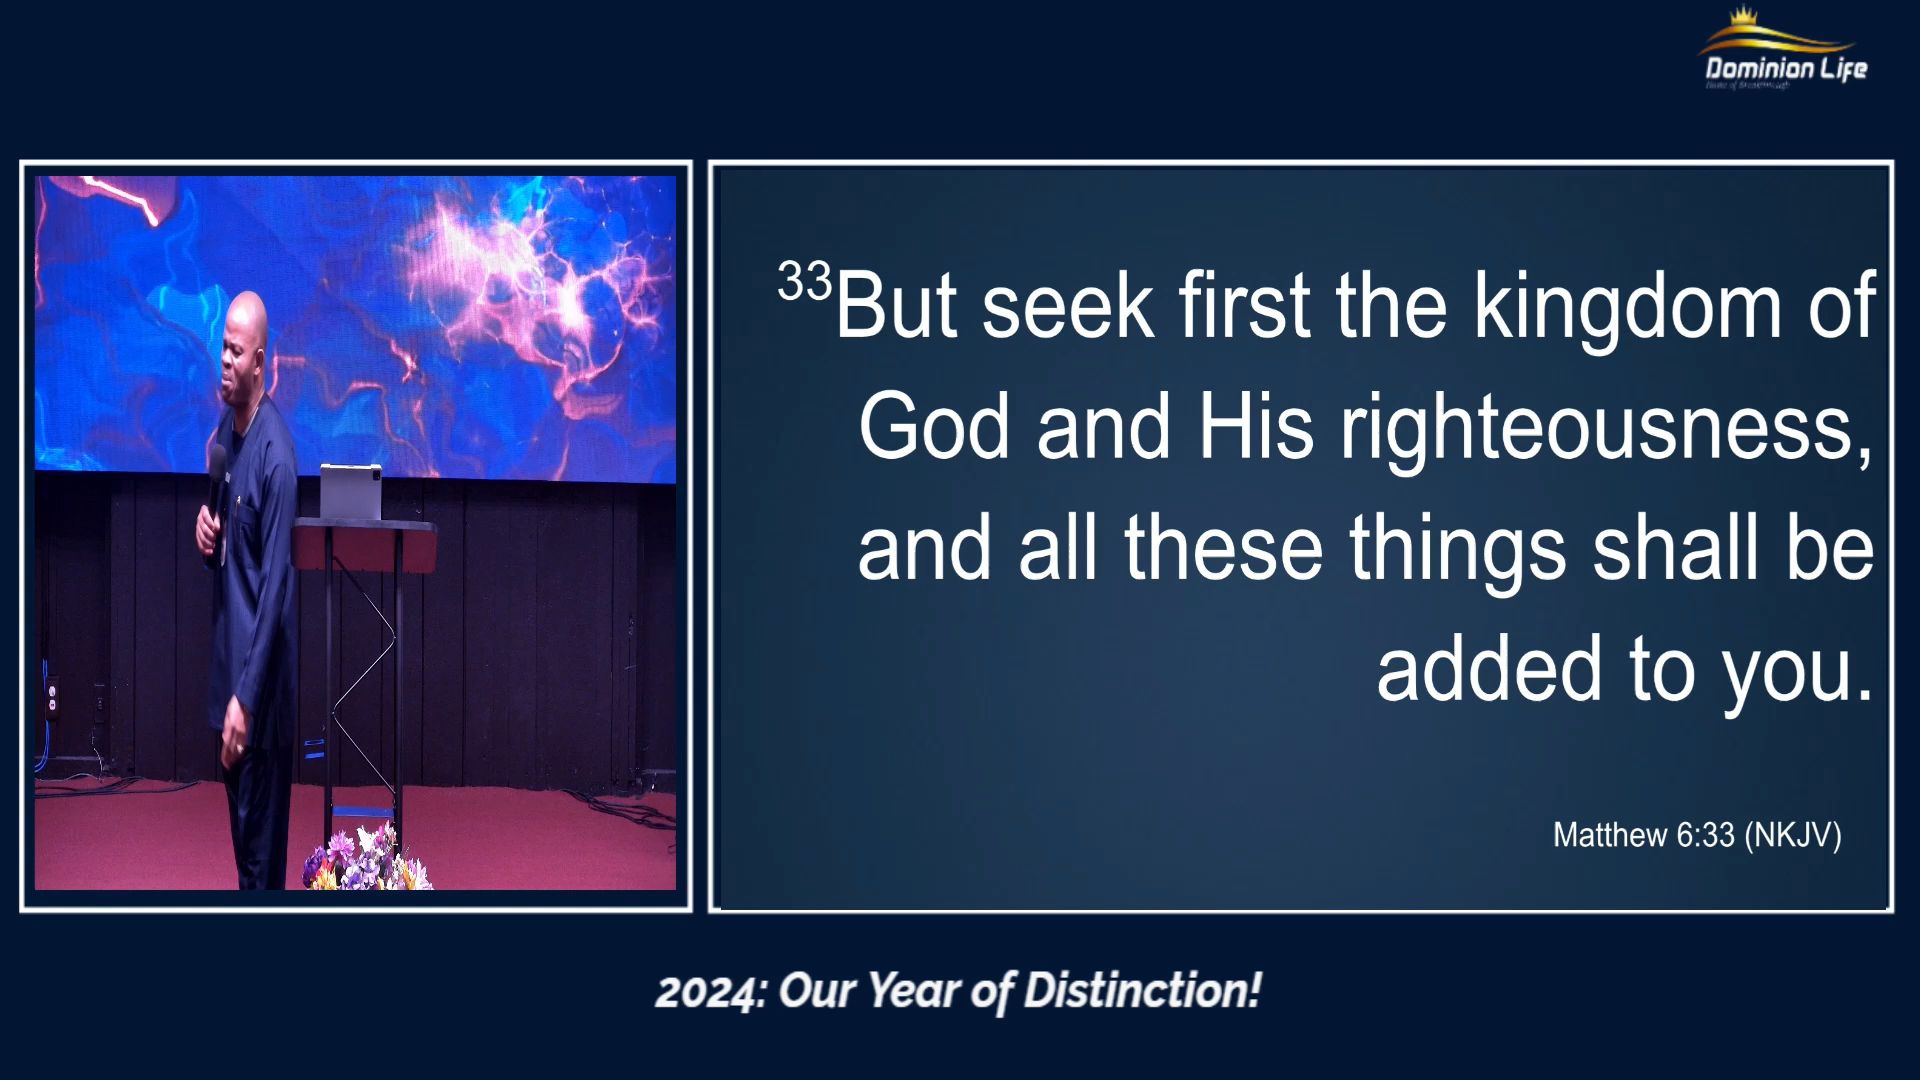 Dominion Life
33But seek first the kingdom of
God and His righteousness,
and all these things shall be
added to you.
Matthew 6:33 (NKJV)
2024: Our Year of Distinction!